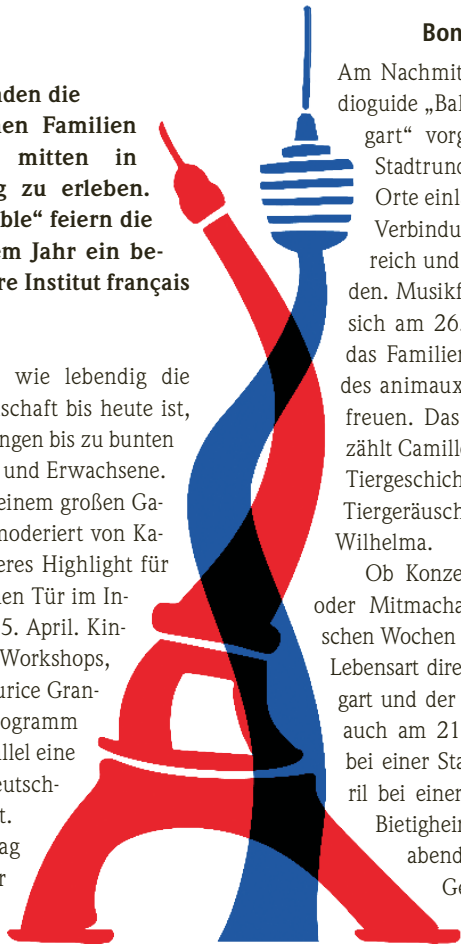 den die
en Familien
mitten in
g zu erleben.
ble“ feiern die
em Jahr ein be-
re Institut français
wie lebendig die
schaft bis heute ist,
ngen bis zu bunten
und Erwachsene.
einem großen Ga-
moderiert von Ka-
eres Highlight für
en Tür im In-
5. April. Kin-
Workshops,
urice Gran-
ogramm
llel eine
eutsch-
t.
ag
r
Bon
Am Nachmit
dioguide „Bal
gart“ vorg
Stadtrund
Orte einl
Verbindu
reich und
den. Musikf
sich am 26.
das Familien
des animaux
freuen. Das
zählt Camille
Tiergeschich
Tiergeräusch
Wilhelma.
Ob Konze
oder Mitmacha
schen Wochen
Lebensart dire
gart und der
auch am 21
bei einer Sta
ril bei einer
Bietigheim
abend
Ge